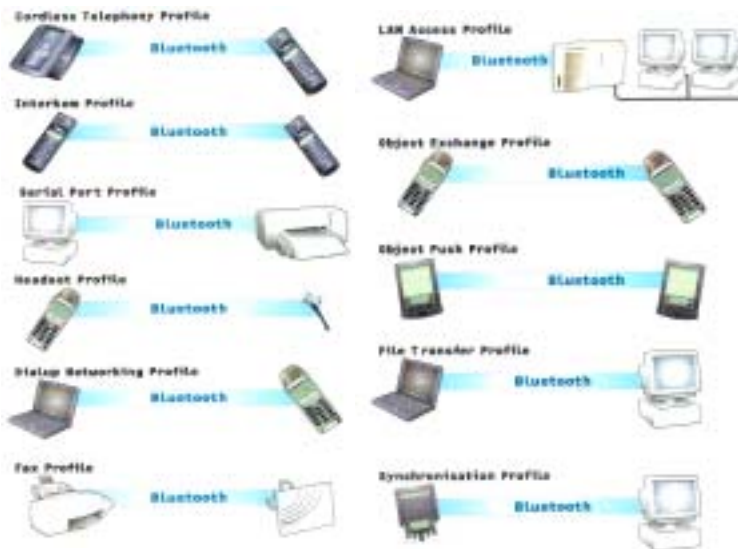 Cordless Telephony Profile
Bluetooth
Interkom Profile
Bluetooth
Serial Port Profile
Bluetooth
Headset Profile
Bluetooth
Dialup Networking Profile
Bluetooth
Fax Profile
Bluetooth
LAN Access Profile
Bluetooth
Object Exchange Profile
Bluetooth
Object Push Profile
Bluetooth
File Transfer Profile
Bluetooth
Synchronisation Profile
Bluetooth